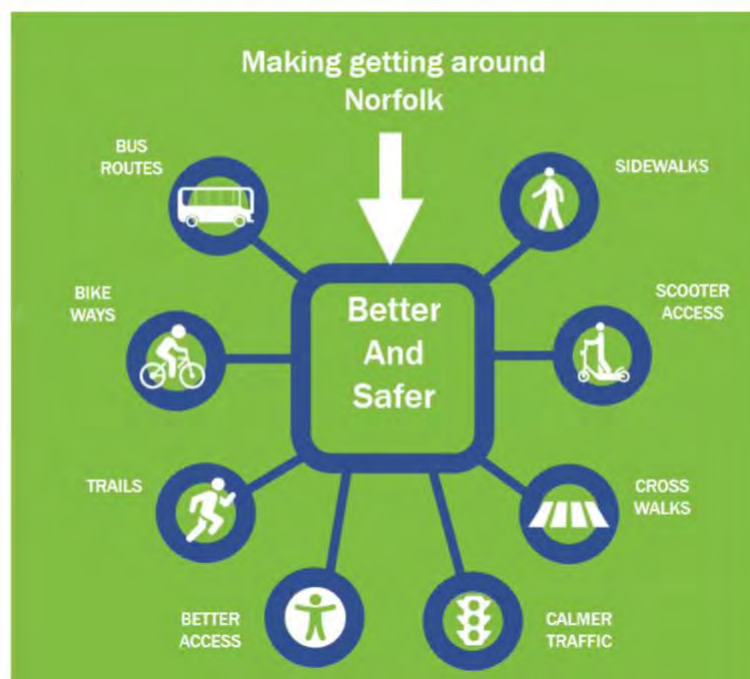 Making getting around
Norfolk
BUS
ROUTES
SIDEWALKS
BIKE
WAYS
Better
And
Safer
SCOOTER
ACCESS
TRAILS
CROSS
WALKS
BETTER
ACCESS
CALMER
TRAFFIC